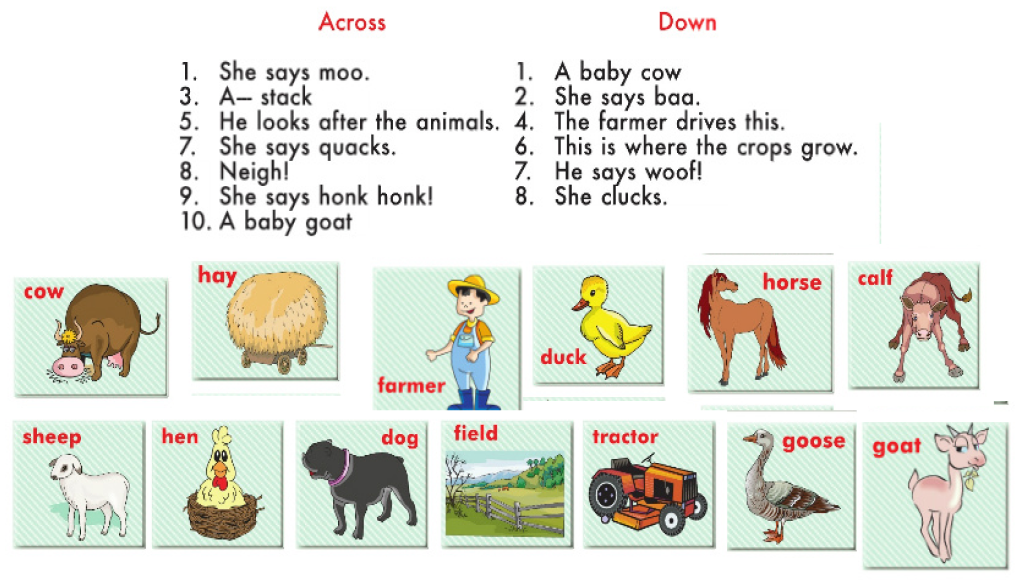 Across
1. She says moo.
3. A— stack
5. He looks after the animals.
7. She says quacks.
8. Neigh!
9. She says honk honk!
10. A baby goat
Down
1. A baby cow
2. She says baa.
4. The farmer drives this.
6. This is where the crops grow.
7. He says woof!
8. She clucks.
cow
hay
farmer
duck
horse
calf
sheep
hen
dog
field
tractor
goose
goat